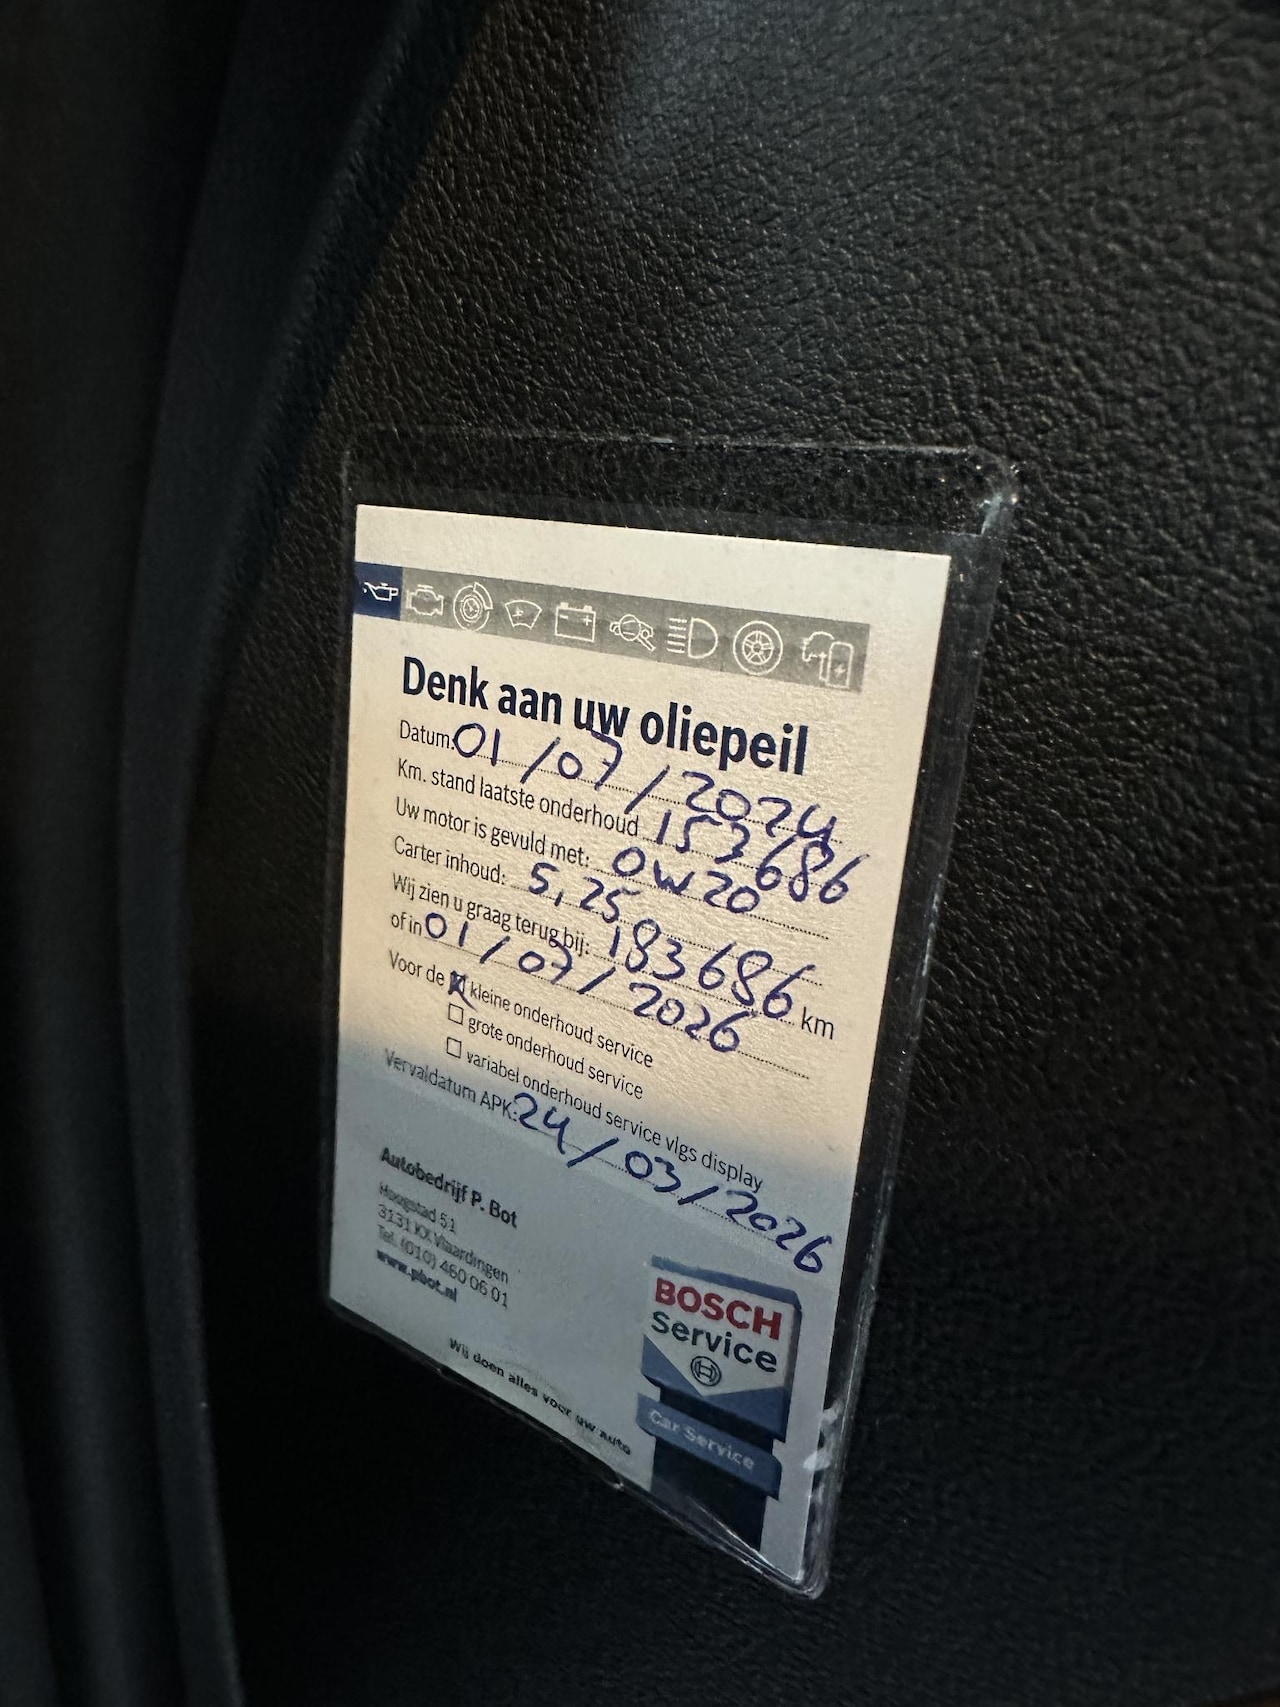 Denk aan uw oliepeil
Datum: 01/07/2024
Km. stand laatste onderhoud 153686
Uw motor is gevuld met: 0W20
Carter inhoud: 5,25
Wij zien u graag terug bij: 183686 km
of in 01/07/2026
Voor de kleine onderhoud service
grote onderhoud service
variabel onderhoud service vlgs display
Vervaldatum APK: 24/03/2026
Autobedrijf P. Bot
Hoogstad 51
3131 KX Vlaardingen
Tel. (010) 460 06 01
www.pbot.nl
Wij doen alles voor uw auto
BOSCH
Service
Car Service